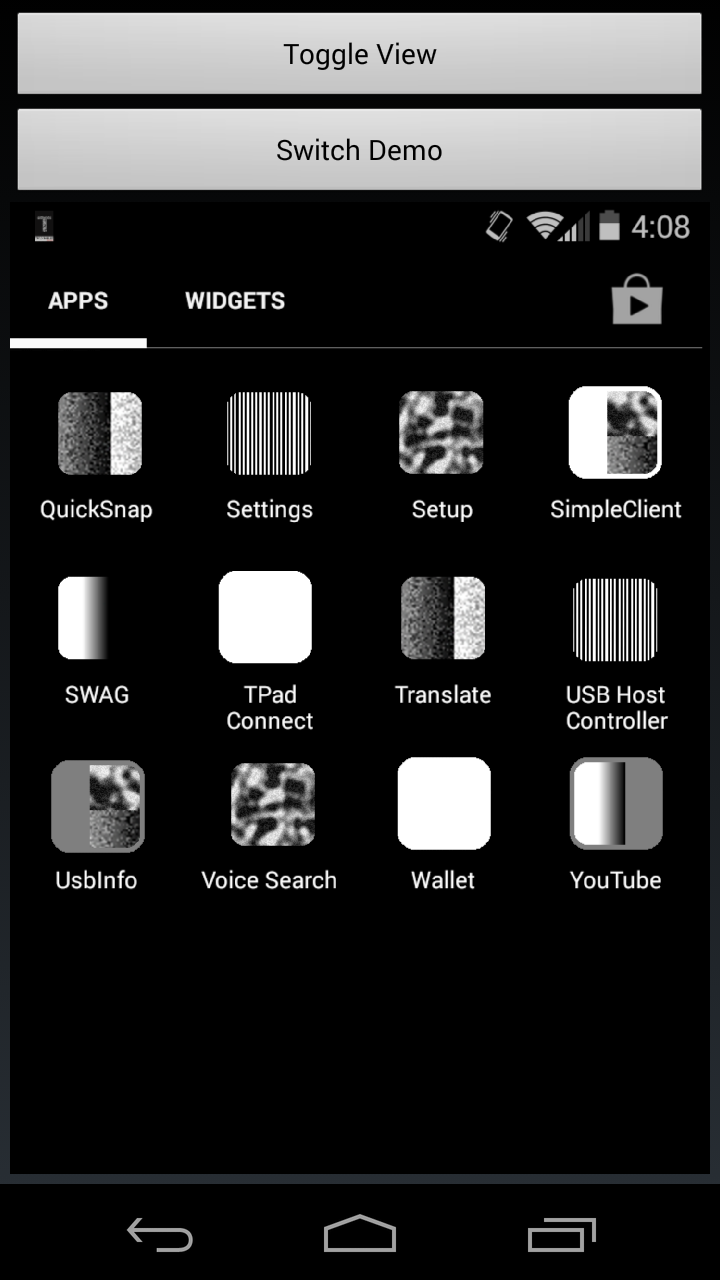 Toggle View
Switch Demo
4:08
APPS WIDGETS
QuickSnap Settings Setup SimpleClient
SWAG TPad Connect Translate USB Host Controller
UsbInfo Voice Search Wallet YouTube